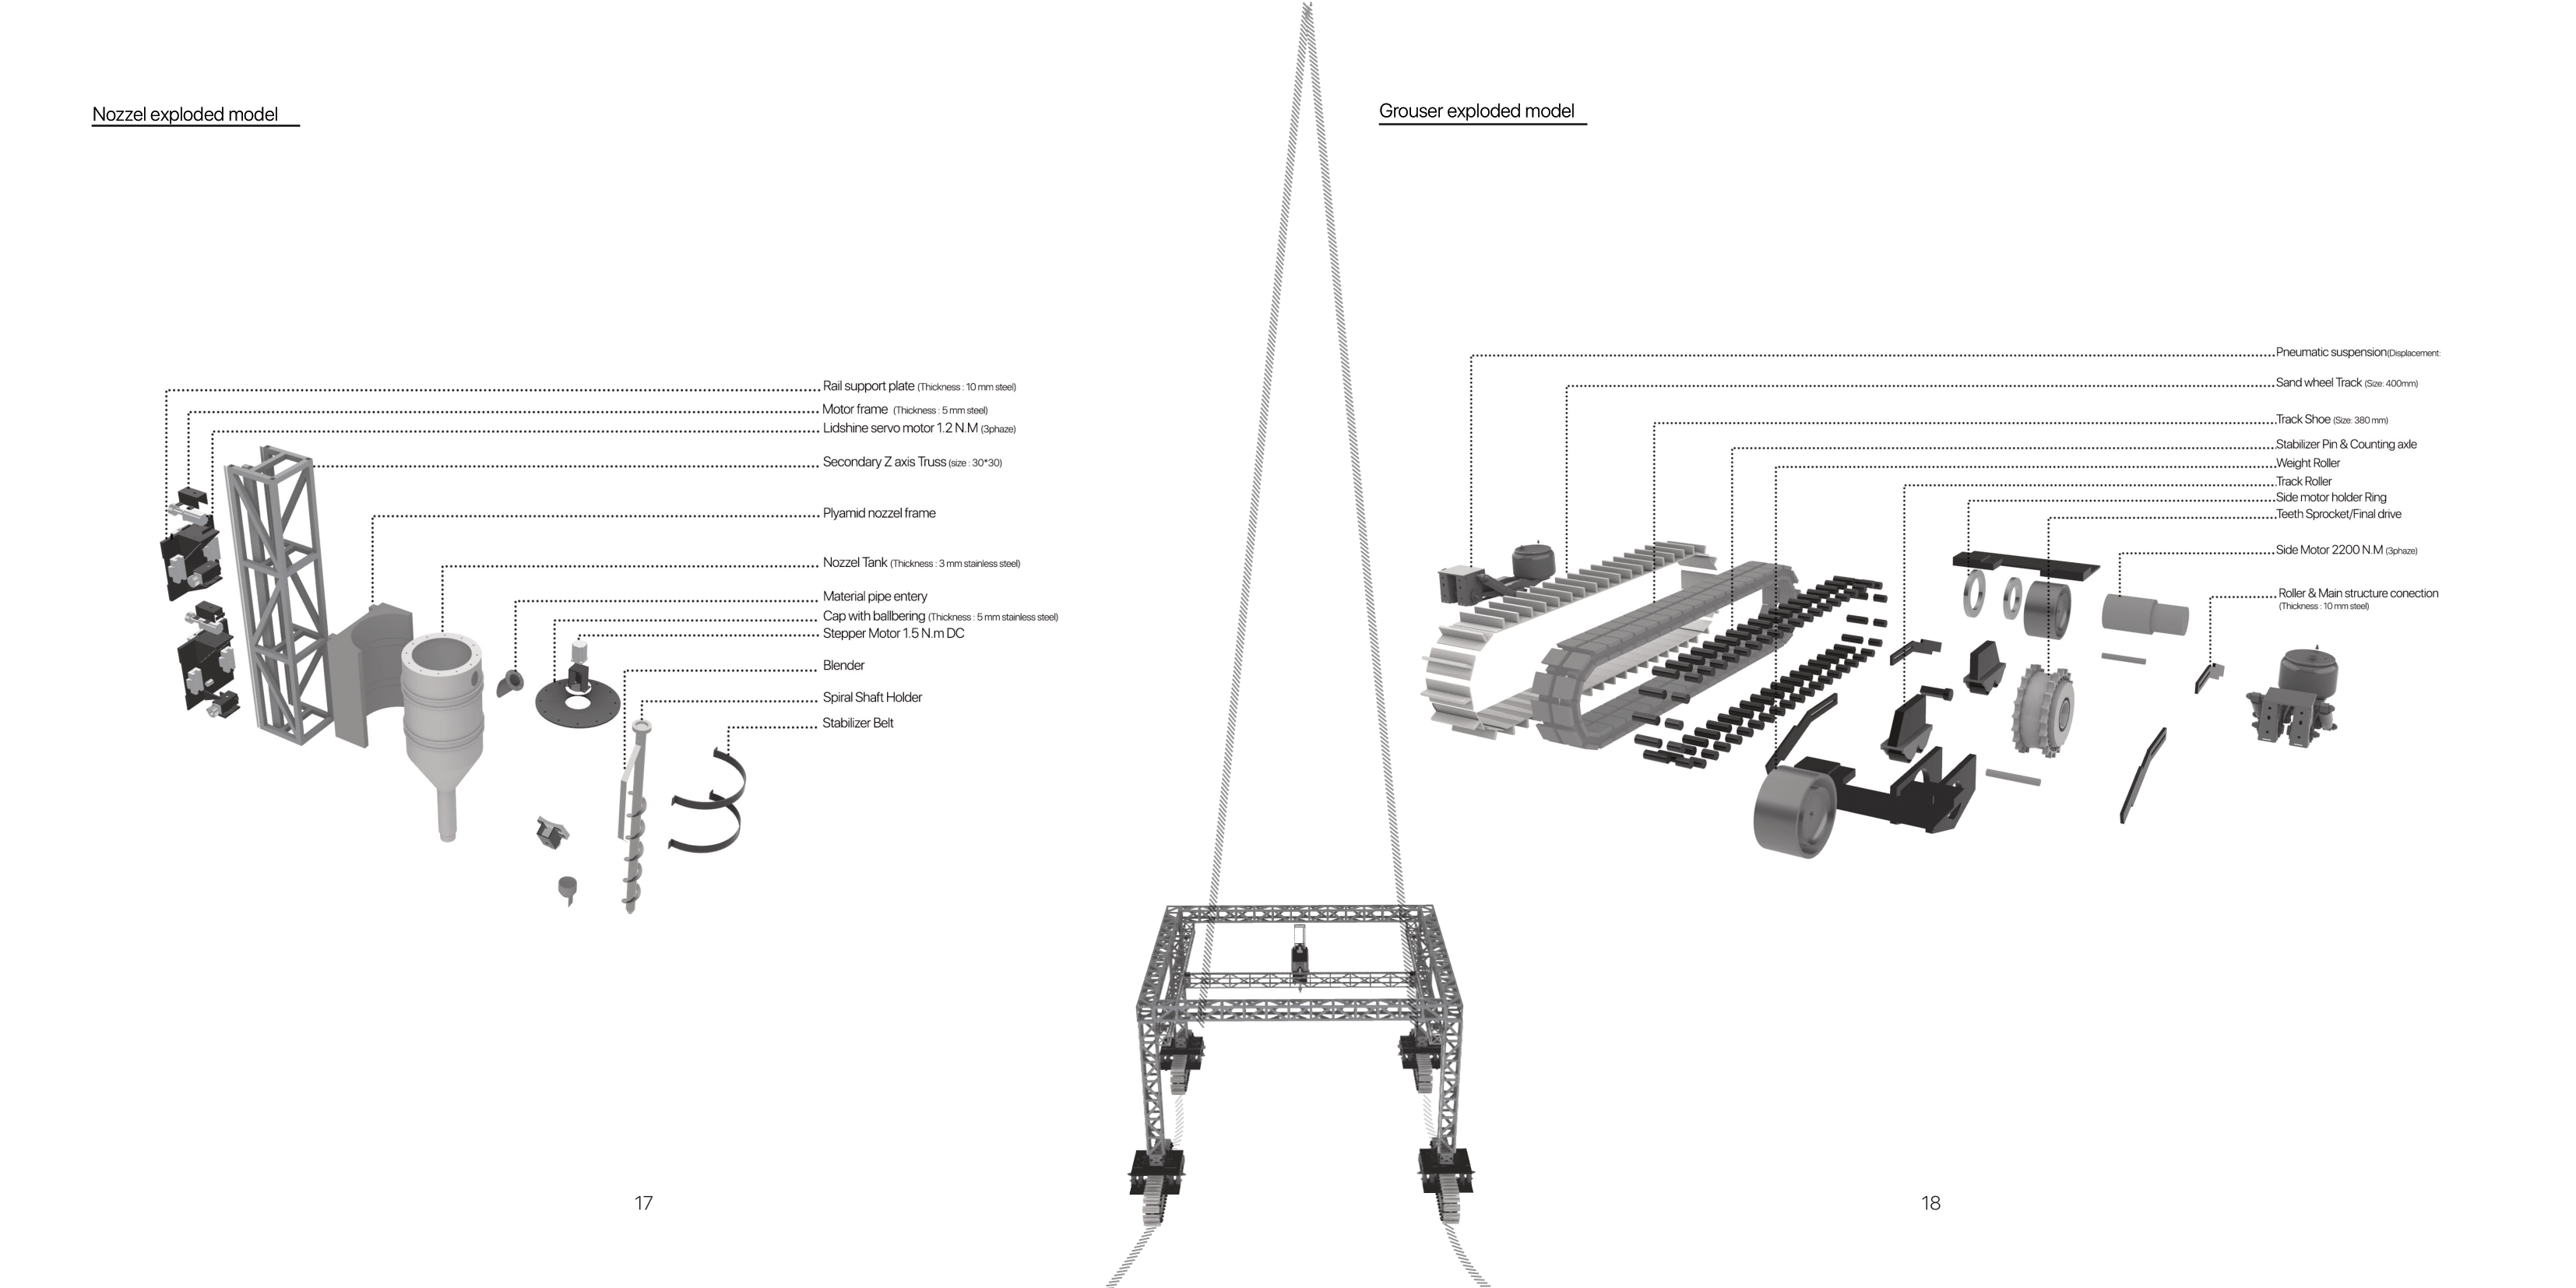 Nozzel exploded model
Rail support plate (Thickness : 10 mm steel)
Motor frame (Thickness : 5 mm steel)
Lidshine servo motor 1.2 N.M (3phaze)
Secondary Z axis Truss (size : 30*30)
Plyamid nozzel frame
Nozzel Tank (Thickness : 3 mm stainless steel)
Material pipe entery
Cap with ballbering (Thickness : 5 mm stainless steel)
Stepper Motor 1.5 N.m DC
Blender
Spiral Shaft Holder
Stabilizer Belt
17
Grouser exploded model
Pneumatic suspension(Displacement:
Sand wheel Track (Size: 400mm)
Track Shoe (Size: 380 mm)
Stabilizer Pin & Counting axle
Weight Roller
Track Roller
Side motor holder Ring
Teeth Sprocket/Final drive
Side Motor 2200 N.M (3phaze)
Roller & Main structure conection
(Thickness : 10 mm steel)
18